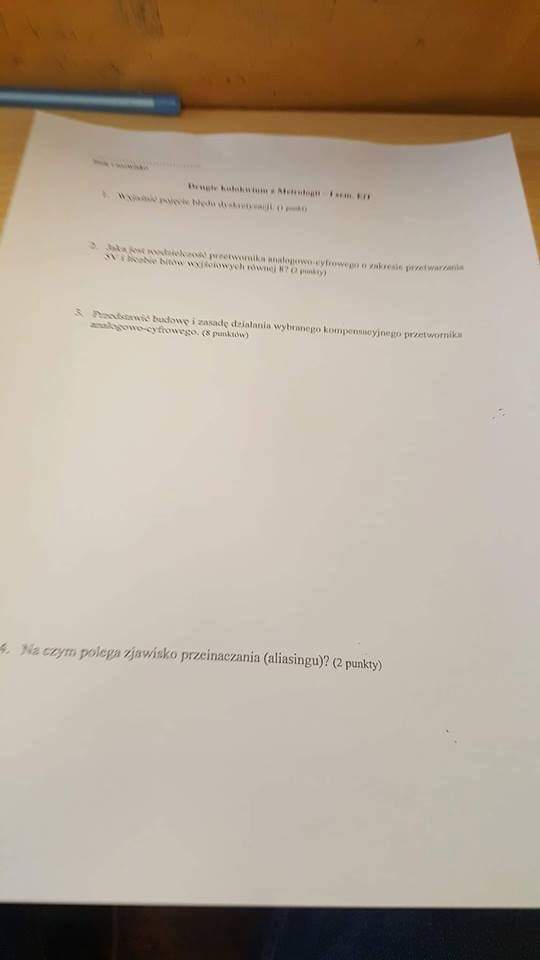 Imię i nazwisko
Drugie kolokwium z Metrologii – I sem. EiT
1. Wyjaśnić pojęcie błędu dyskretyzacji. (1 punkt)
2. Jaka jest rozdzielczość przetwornika analogowo-cyfrowego o zakresie przetwarzania
5V i liczbie bitów wyjściowych równej 8? (2 punkty)
3. Przedstawić budowę i zasadę działania wybranego kompensacyjnego przetwornika
analogowo-cyfrowego. (8 punktów)
4. Na czym polega zjawisko przeinaczania (aliasingu)? (2 punkty)